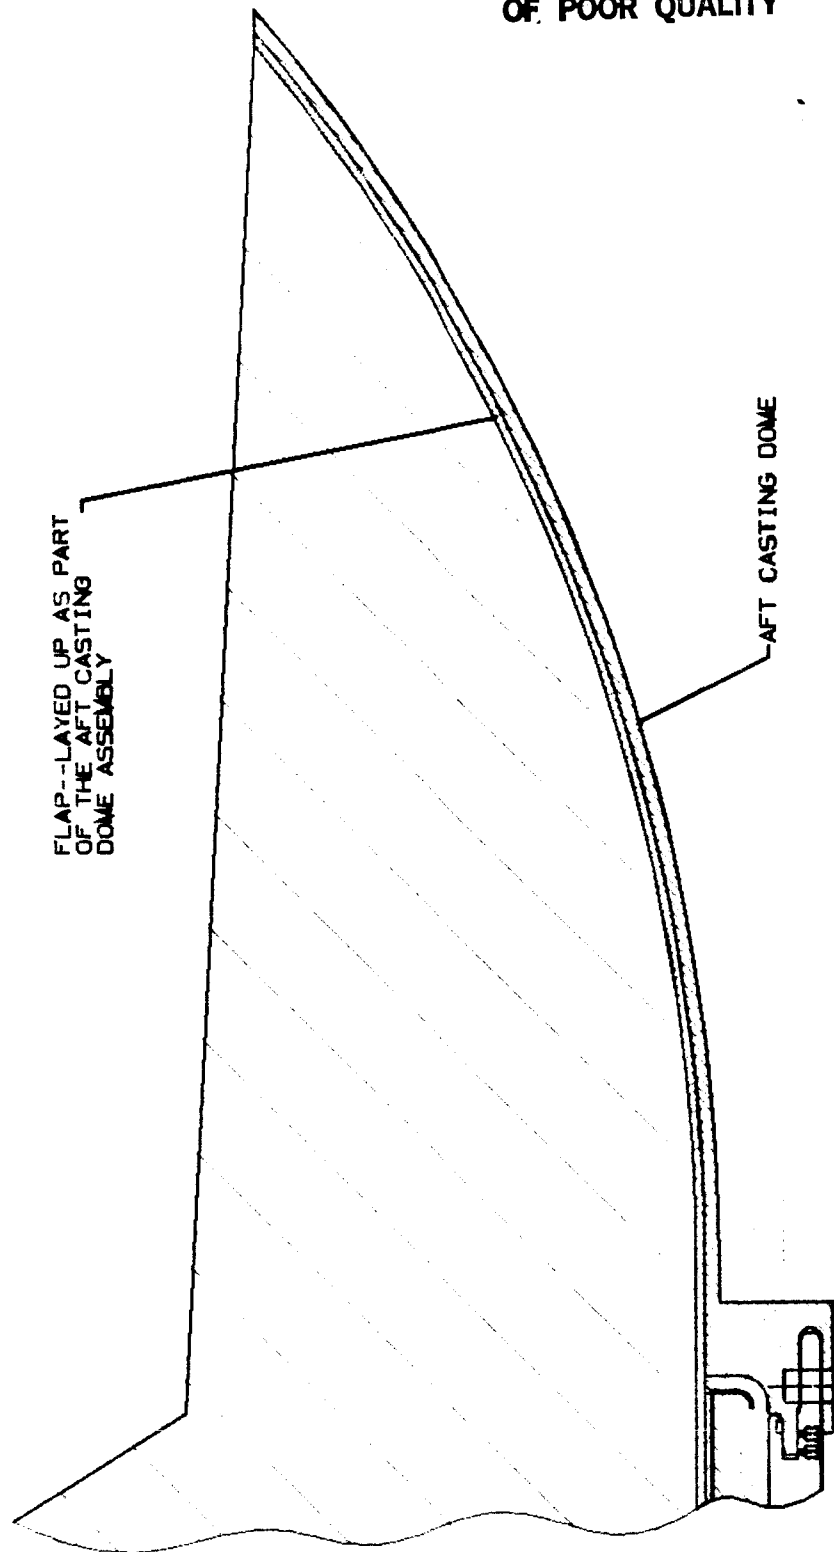 OF POOR QUALITY
FLAP--LAYED UP AS PART
OF THE AFT CASTING
DOME ASSEMBLY
AFT CASTING DOME